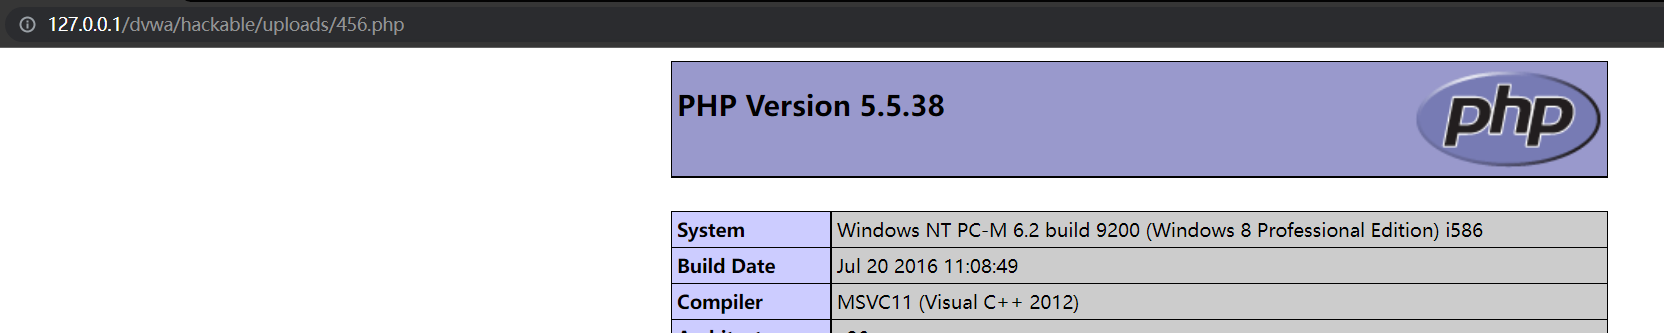 127.0.0.1/dvwa/hackable/uploads/456.php
PHP Version 5.5.38
php
System Windows NT PC-M 6.2 build 9200 (Windows 8 Professional Edition) i586
Build Date Jul 20 2016 11:08:49
Compiler MSVC11 (Visual C++ 2012)